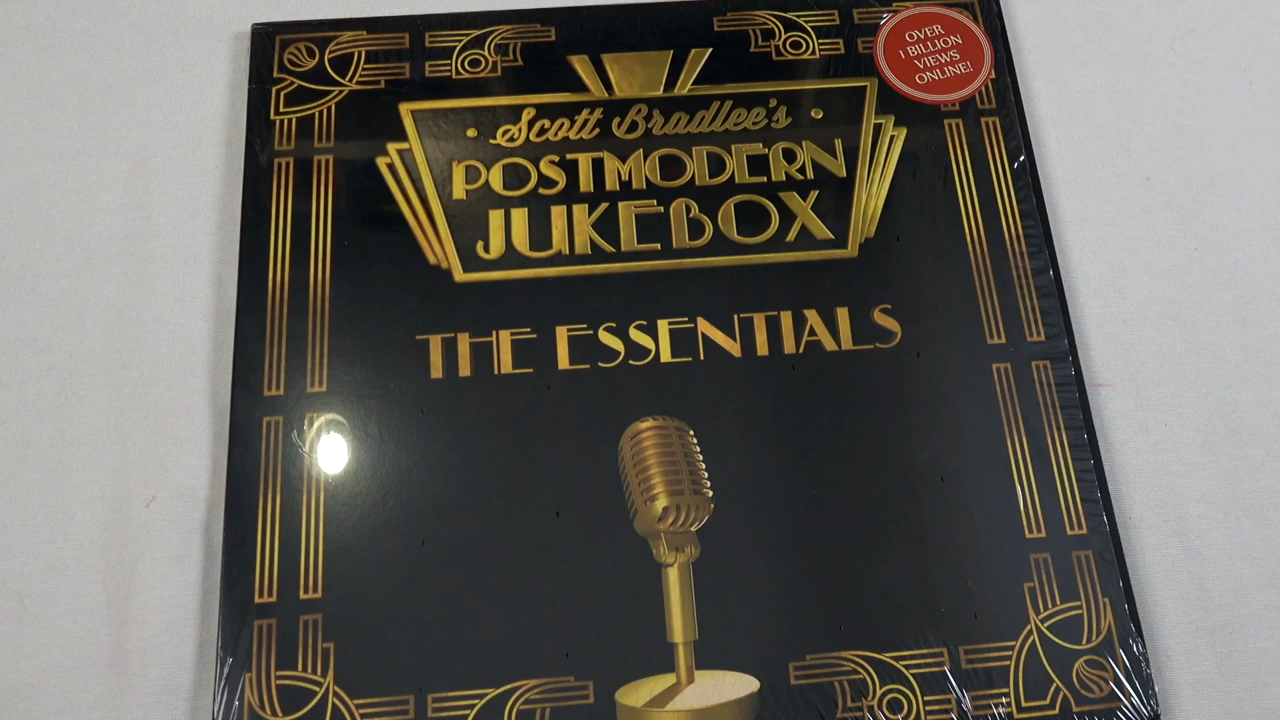 OVER
1 BILLION
VIEWS
ONLINE!
Scott Bradlee's
POSTMODERN
JUKEBOX
THE ESSENTIALS